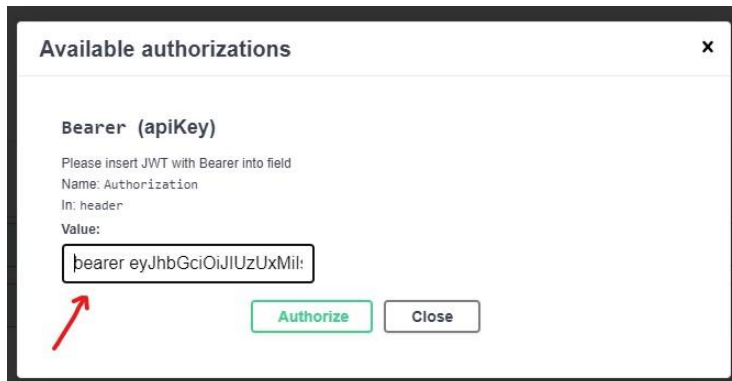 Available authorizations
x
Bearer (apiKey)
Please insert JWT with Bearer into field
Name: Authorization
In: header
Value:
bearer eyJhbGciOiJIUzUxMiIs
Authorize
Close